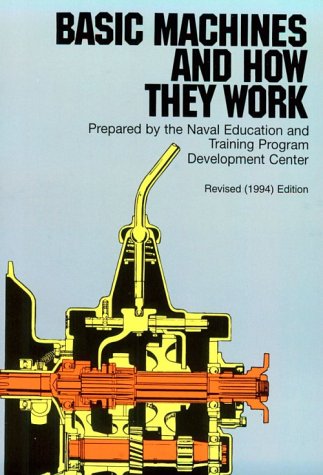 BASIC MACHINES
AND HOW
THEY WORK
Prepared by the Naval Education and
Training Program
Development Center
Revised (1994) Edition